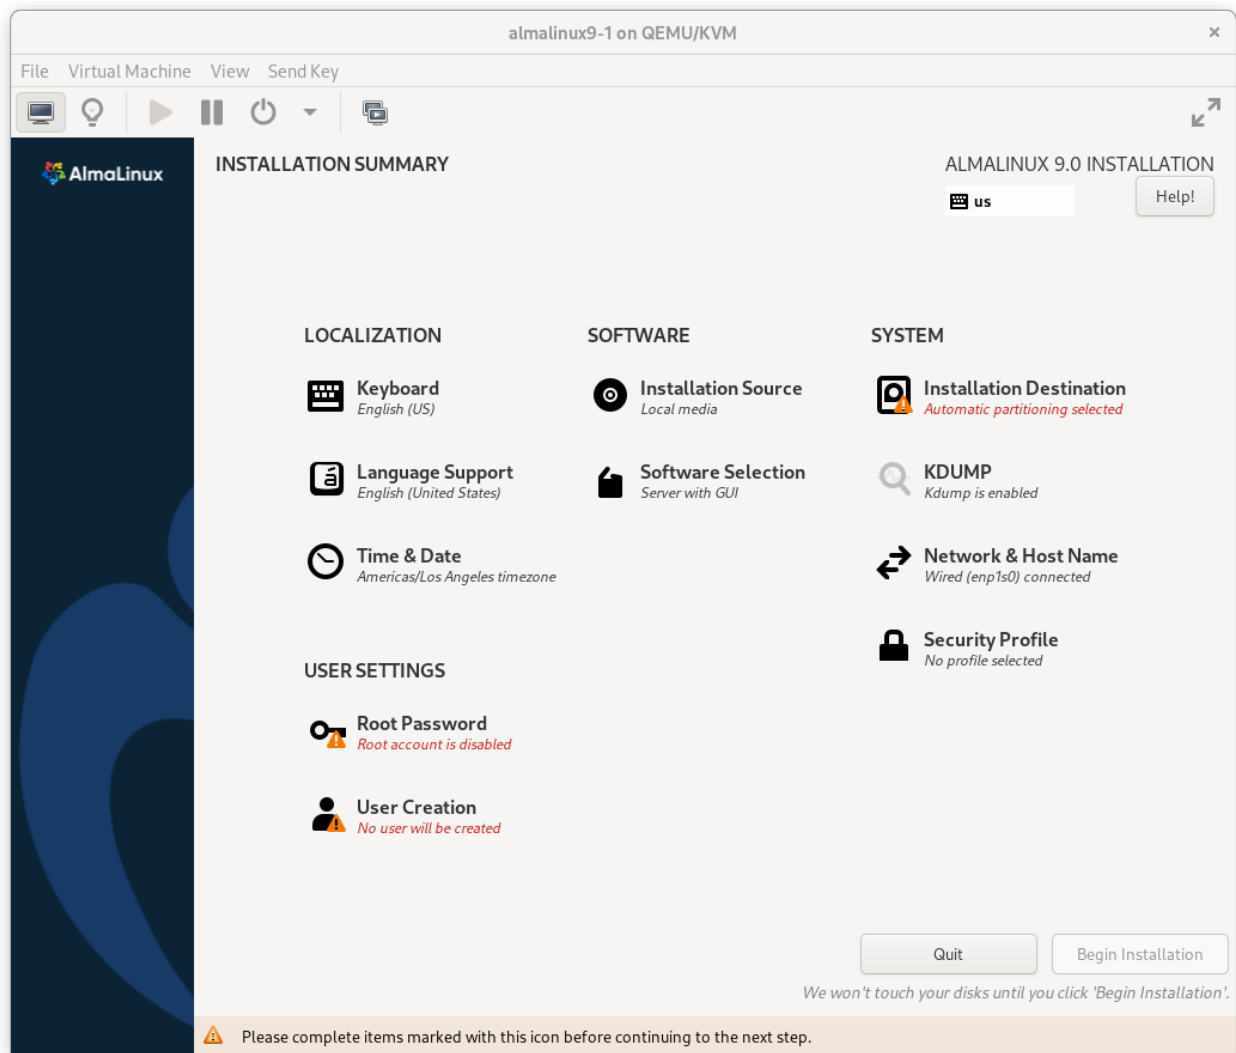 almalinux9-1 on QEMU/KVM
File Virtual Machine View Send Key
AlmaLinux
INSTALLATION SUMMARY
ALMALINUX 9.0 INSTALLATION
us
Help!
LOCALIZATION
Keyboard
English (US)
Language Support
English (United States)
Time & Date
Americas/Los Angeles timezone
SOFTWARE
Installation Source
Local media
Software Selection
Server with GUI
SYSTEM
Installation Destination
Automatic partitioning selected
KDUMP
Kdump is enabled
Network & Host Name
Wired (enp1s0) connected
Security Profile
No profile selected
USER SETTINGS
Root Password
Root account is disabled
User Creation
No user will be created
Quit
Begin Installation
We won't touch your disks until you click 'Begin Installation'.
Please complete items marked with this icon before continuing to the next step.